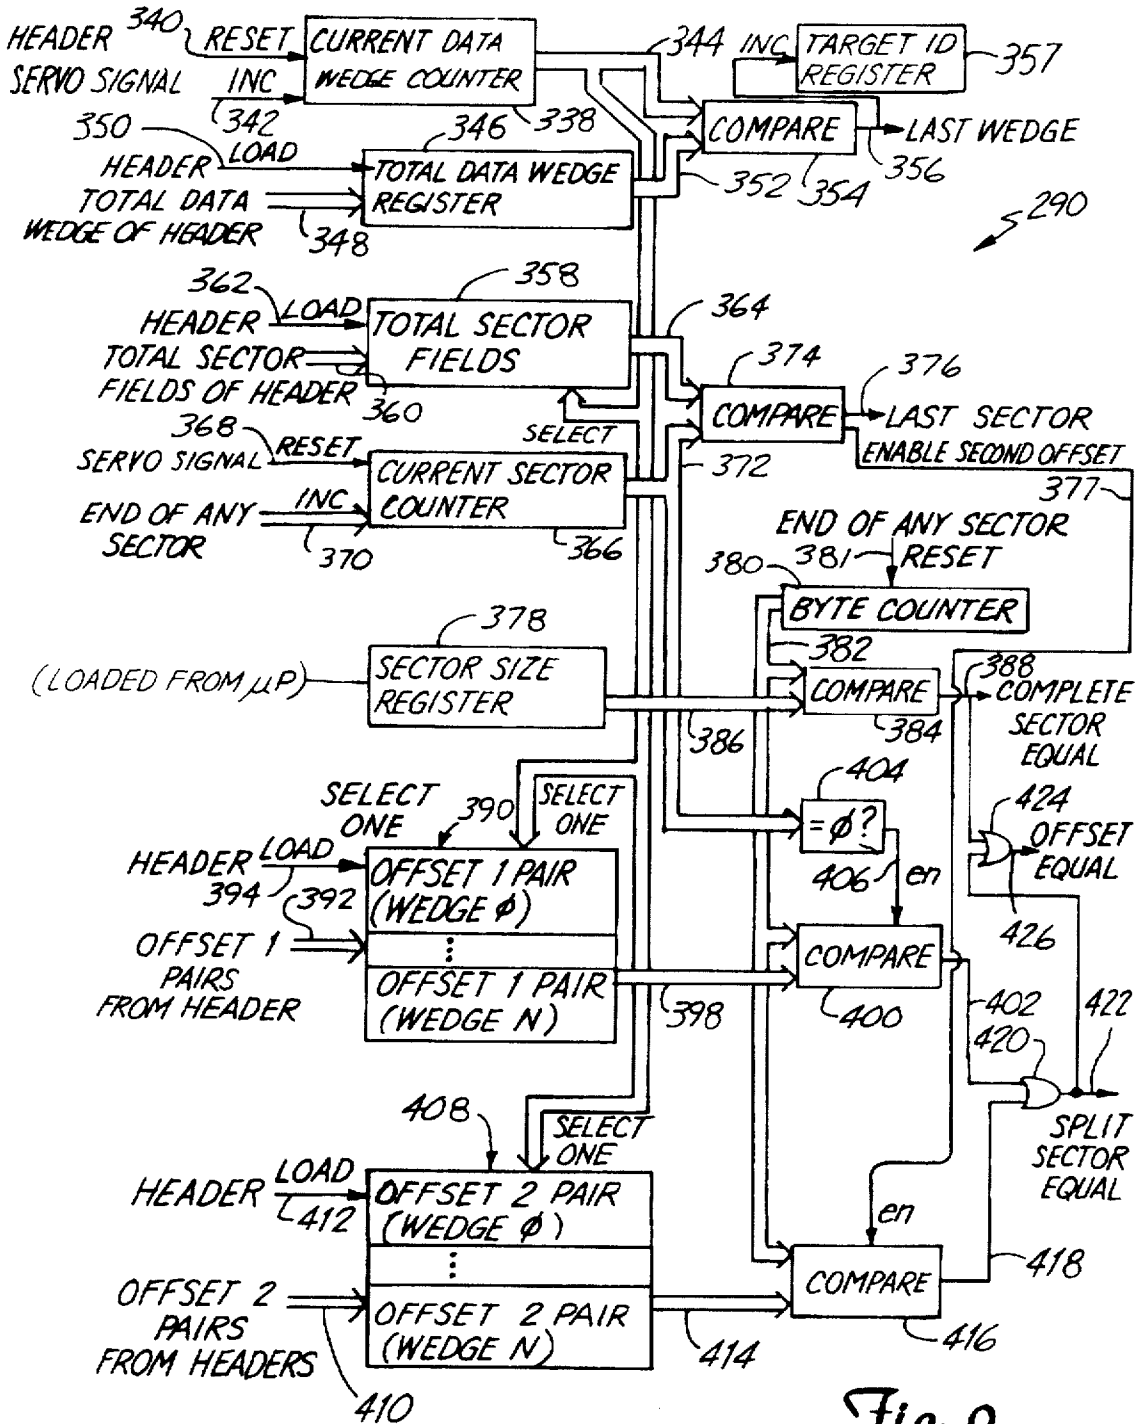 340
HEADER RESET
SERVO SIGNAL INC
342
CURRENT DATA
WEDGE COUNTER
338
344
INC
TARGET ID
REGISTER
357
COMPARE
354
LAST WEDGE
356
350
HEADER LOAD
TOTAL DATA
WEDGE OF HEADER
348
346
TOTAL DATA WEDGE
REGISTER
352
290
362
HEADER LOAD
TOTAL SECTOR
FIELDS OF HEADER
360
358
TOTAL SECTOR
FIELDS
364
374
COMPARE
376
LAST SECTOR
ENABLE SECOND OFFSET
377
SELECT
372
368
SERVO SIGNAL RESET
END OF ANY
SECTOR
INC
370
CURRENT SECTOR
COUNTER
366
END OF ANY SECTOR
381 RESET
380
BYTE COUNTER
382
378
(LOADED FROM μP)
SECTOR SIZE
REGISTER
386
COMPARE
384
388
COMPLETE
SECTOR
EQUAL
404
= φ?
406
en
424
OFFSET
EQUAL
426
SELECT
ONE
390
SELECT
ONE
HEADER LOAD
394
392
OFFSET 1
PAIRS
FROM HEADER
OFFSET 1 PAIR
(WEDGE φ)
⋮
OFFSET 1 PAIR
(WEDGE N)
398
COMPARE
400
402
420
422
SPLIT
SECTOR
EQUAL
408
SELECT
ONE
HEADER LOAD
412
OFFSET 2
PAIRS
FROM HEADERS
410
OFFSET 2 PAIR
(WEDGE φ)
⋮
OFFSET 2 PAIR
(WEDGE N)
414
en
COMPARE
416
418
Fig. 9